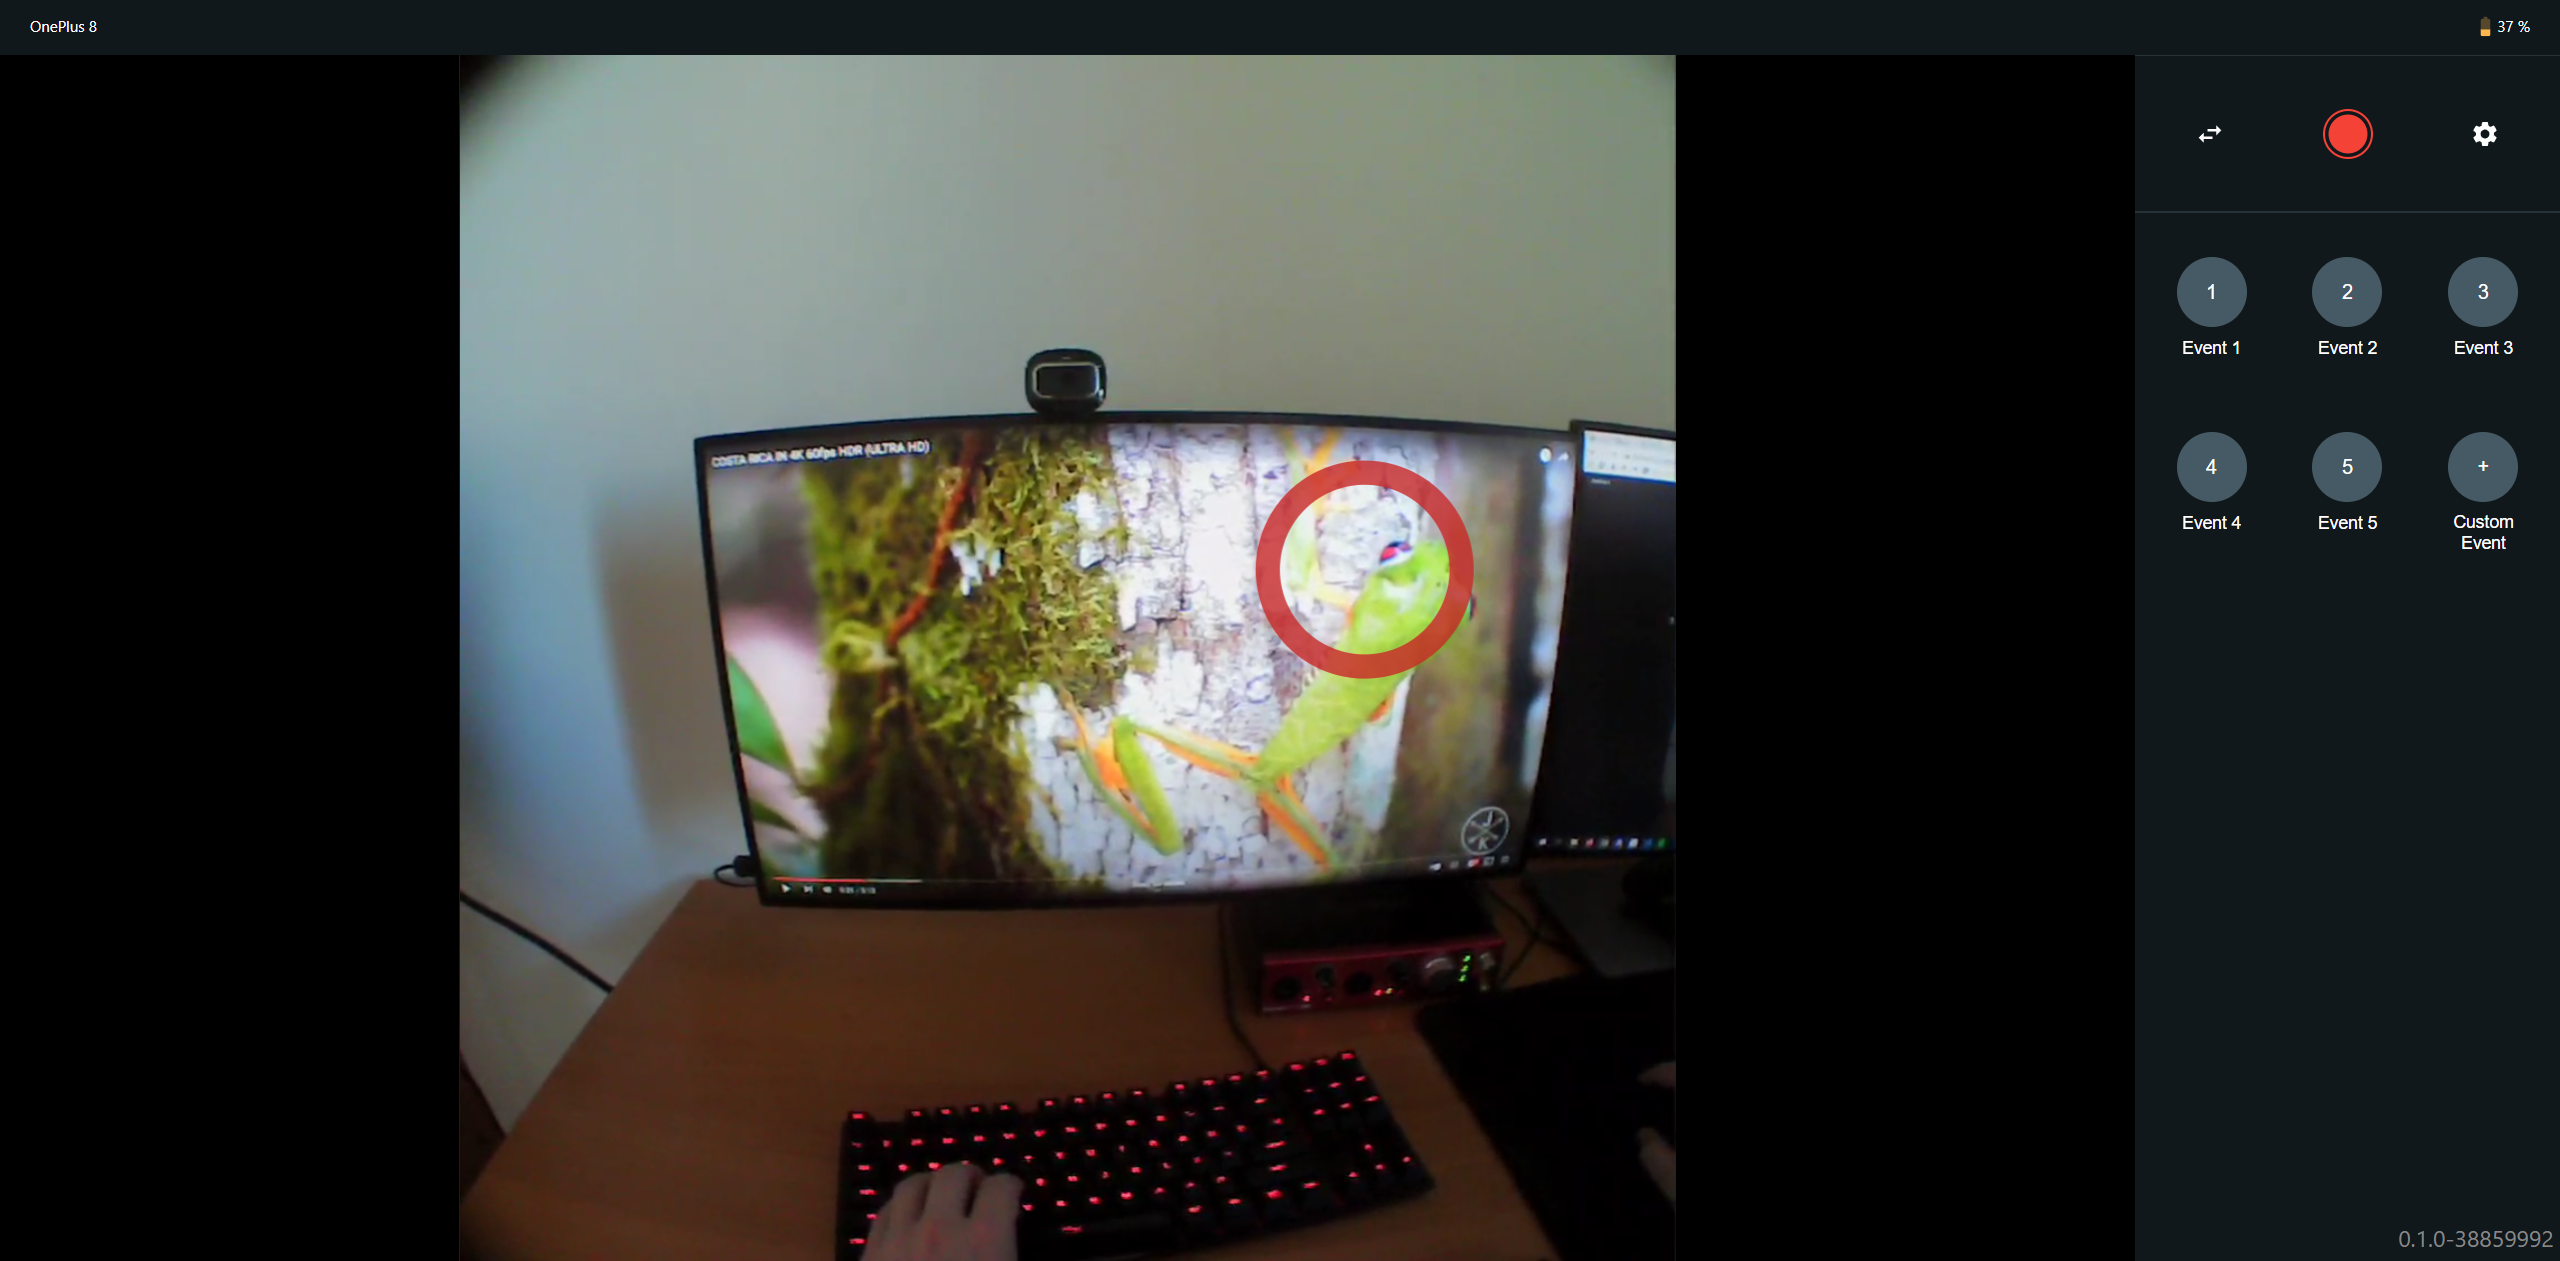 OnePlus 8
37 %
COSTA RICA IN 4K 60fps HDR (ULTRA HD)
J
K
1
2
3
Event 1
Event 2
Event 3
4
5
+
Event 4
Event 5
Custom
Event
0.1.0-38859992